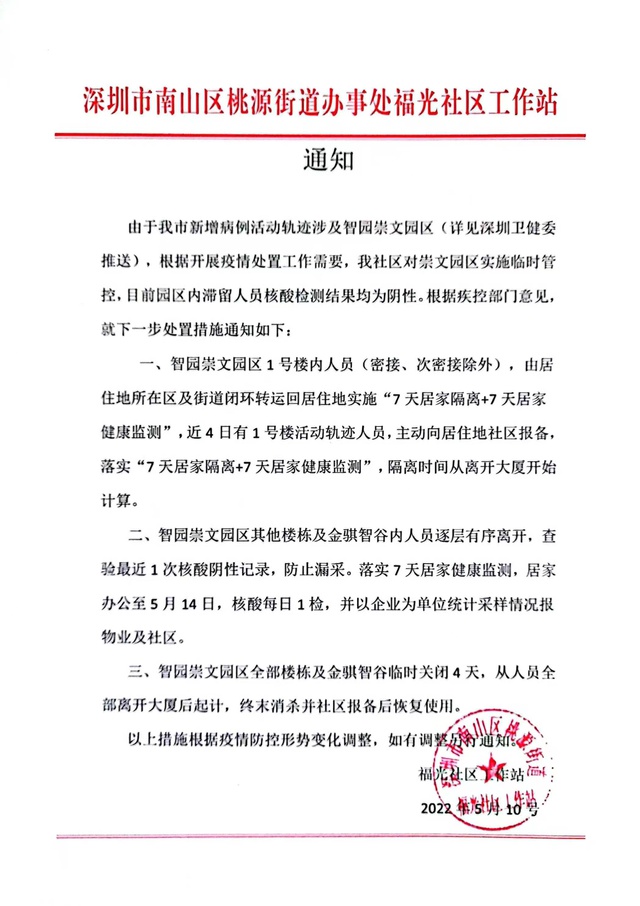 深圳市南山区桃源街道办事处福光社区工作站
通知
由于我市新增病例活动轨迹涉及智园崇文园区（详见深圳卫健委
推送），根据开展疫情处置工作需要，我社区对崇文园区实施临时管
控，目前园区内滞留人员核酸检测结果均为阴性。根据疾控部门意见，
就下一步处置措施通知如下：
一、智园崇文园区 1 号楼内人员（密接、次密接除外），由居
住地所在区及街道闭环转运回居住地实施“7 天居家隔离+7 天居家
健康监测”，近 4 日有 1 号楼活动轨迹人员，主动向居住地社区报备，
落实“7 天居家隔离+7 天居家健康监测”，隔离时间从离开大厦开始
计算。
二、智园崇文园区其他楼栋及金骐智谷内人员逐层有序离开，查
验最近 1 次核酸阴性记录，防止漏采。落实 7 天居家健康监测，居家
办公至 5 月 14 日，核酸每日 1 检，并以企业为单位统计采样情况报
物业及社区。
三、智园崇文园区全部楼栋及金骐智谷临时关闭 4 天，从人员全
部离开大厦后起计，终末消杀并社区报备后恢复使用。
以上措施根据疫情防控形势变化调整，如有调整另行通知。
福光社区工作站
2022 年 5 月 10 号
深圳市南山区桃源街道
福光社区工作站